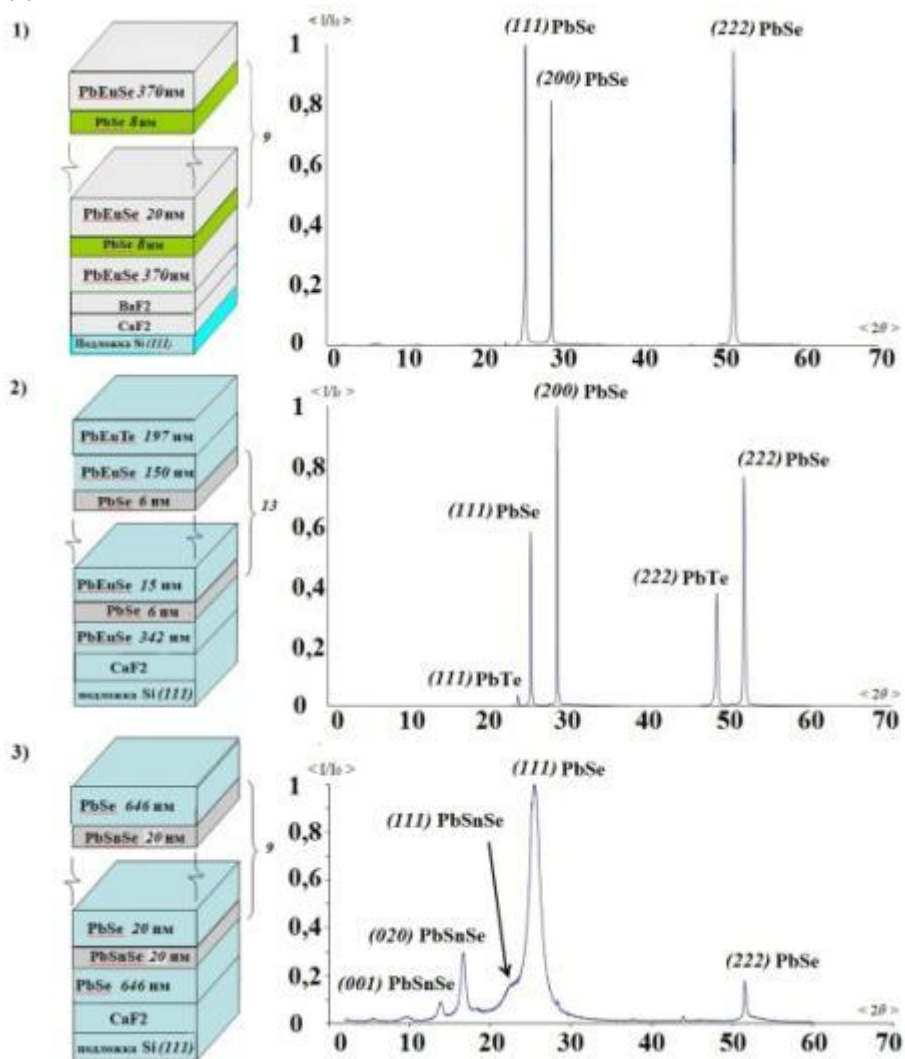 1)
PbEuSe 370нм
PbSe 8нм
9
PbEuSe 20 нм
PbSe 8нм
PbEuSe 370нм
BaF2
CaF2
Подложка Si (111)
< I/I₀ >
(111) PbSe
(200) PbSe
(222) PbSe
1
0,8
0,6
0,4
0,2
0
0 10 20 30 40 50 60 70
< 2θ >
2)
PbEuTe 197 нм
PbEuSe 150 нм
PbSe 6 нм
13
PbEuSe 15 нм
PbSe 6 нм
PbEuSe 342 нм
CaF2
подложка Si (111)
< I/I₀ >
(200) PbSe
(222) PbSe
(111) PbSe
(222) PbTe
(111) PbTe
1
0,8
0,6
0,4
0,2
0
0 10 20 30 40 50 60 70
< 2θ >
3)
PbSe 646 нм
PbSnSe 20 нм
9
PbSe 20 нм
PbSnSe 20 нм
PbSe 646 нм
CaF2
подложка Si (111)
< I/I₀ >
(111) PbSe
(111) PbSnSe
(020) PbSnSe
(001) PbSnSe
(222) PbSe
1
0,8
0,6
0,4
0,2
0
0 10 20 30 40 50 60 70
< 2θ >